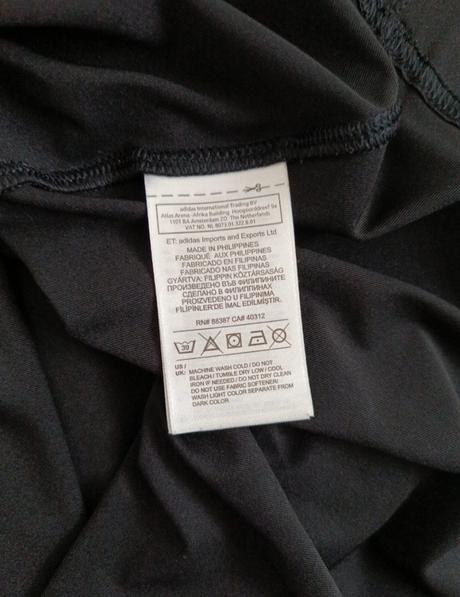 adidas International Trading BV
Atlas Arena -Afrika Building Hoogoorddreef 9a
1101 BA Amsterdam ZO The Netherlands
VAT NO. NL 8073.01.322.B.01
ET: adidas Imports and Exports Ltd
MADE IN PHILIPPINES
FABRIQUÉ AUX PHILIPPINES
FABRICADO EN FILIPINAS
FABRICADO NAS FILIPINAS
GYÁRTVA: FILIPPIN KÖZTÁRSASÁG
ПРОИЗВЕДЕНО ВЪВ ФИЛИПИНИТЕ
СДЕЛАНО В ФИЛИППИНАХ
PROIZVEDENO U FILIPINIMA
FİLİPİNLER'DE İMAL EDİLMİŞTİR.
RN# 88387 CA# 40312
30
US / UK: MACHINE WASH COLD / DO NOT
BLEACH / TUMBLE DRY LOW / COOL
IRON IF NEEDED / DO NOT DRY CLEAN
DO NOT USE FABRIC SOFTENER/
WASH LIGHT COLOR SEPARATE FROM
DARK COLOR